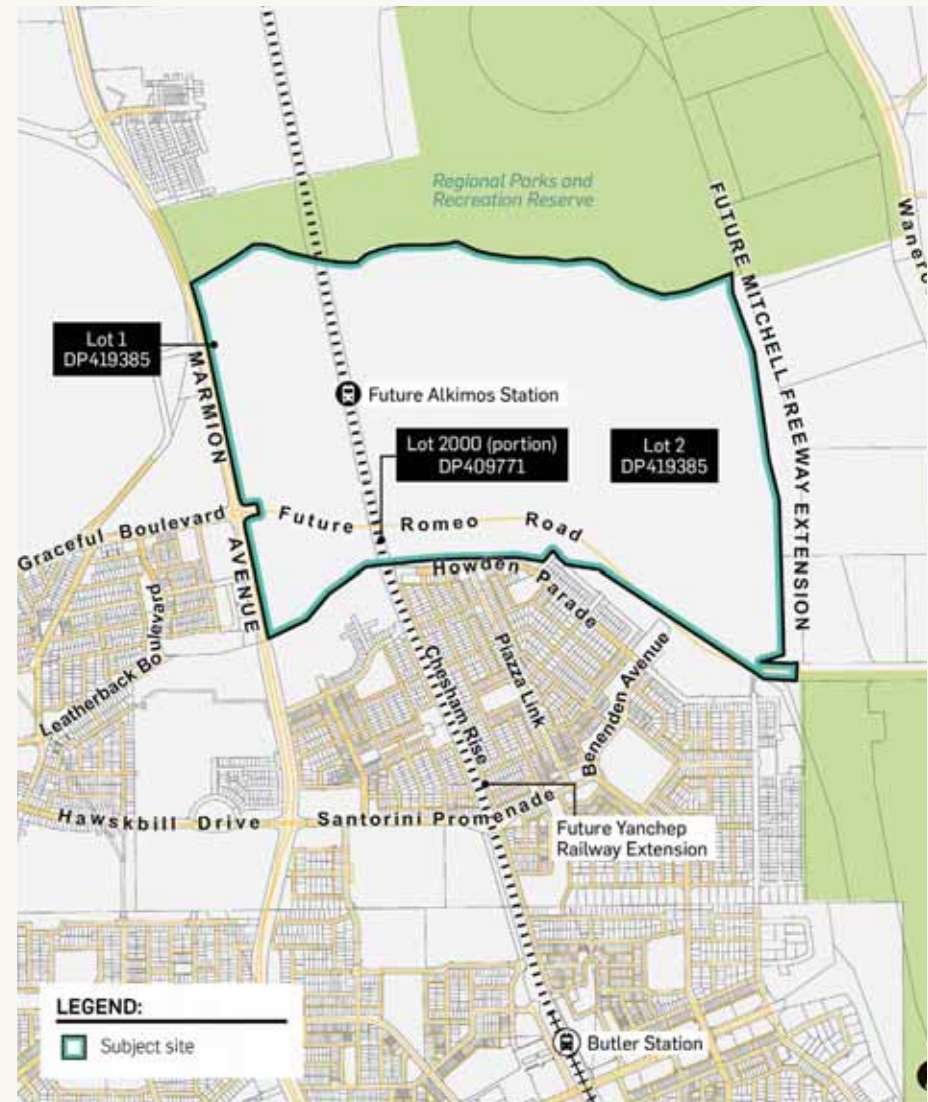 Regional Parks and
Recreation Reserve
FUTURE MITCHELL FREEWAY EXTENSION
Lot 1
DP419385
MARMION
AVENUE
Future Alkimos Station
Lot 2000 (portion)
DP409771
Lot 2
DP419385
Graceful Boulevard
Future Romeo Road
Howden Parade
Leatherback Boulevard
Chesham Rise
Piazza Link
Benenden Avenue
Hawskbill Drive
Santorini Promenade
Future Yanchep
Railway Extension
LEGEND:
Subject site
Butler Station